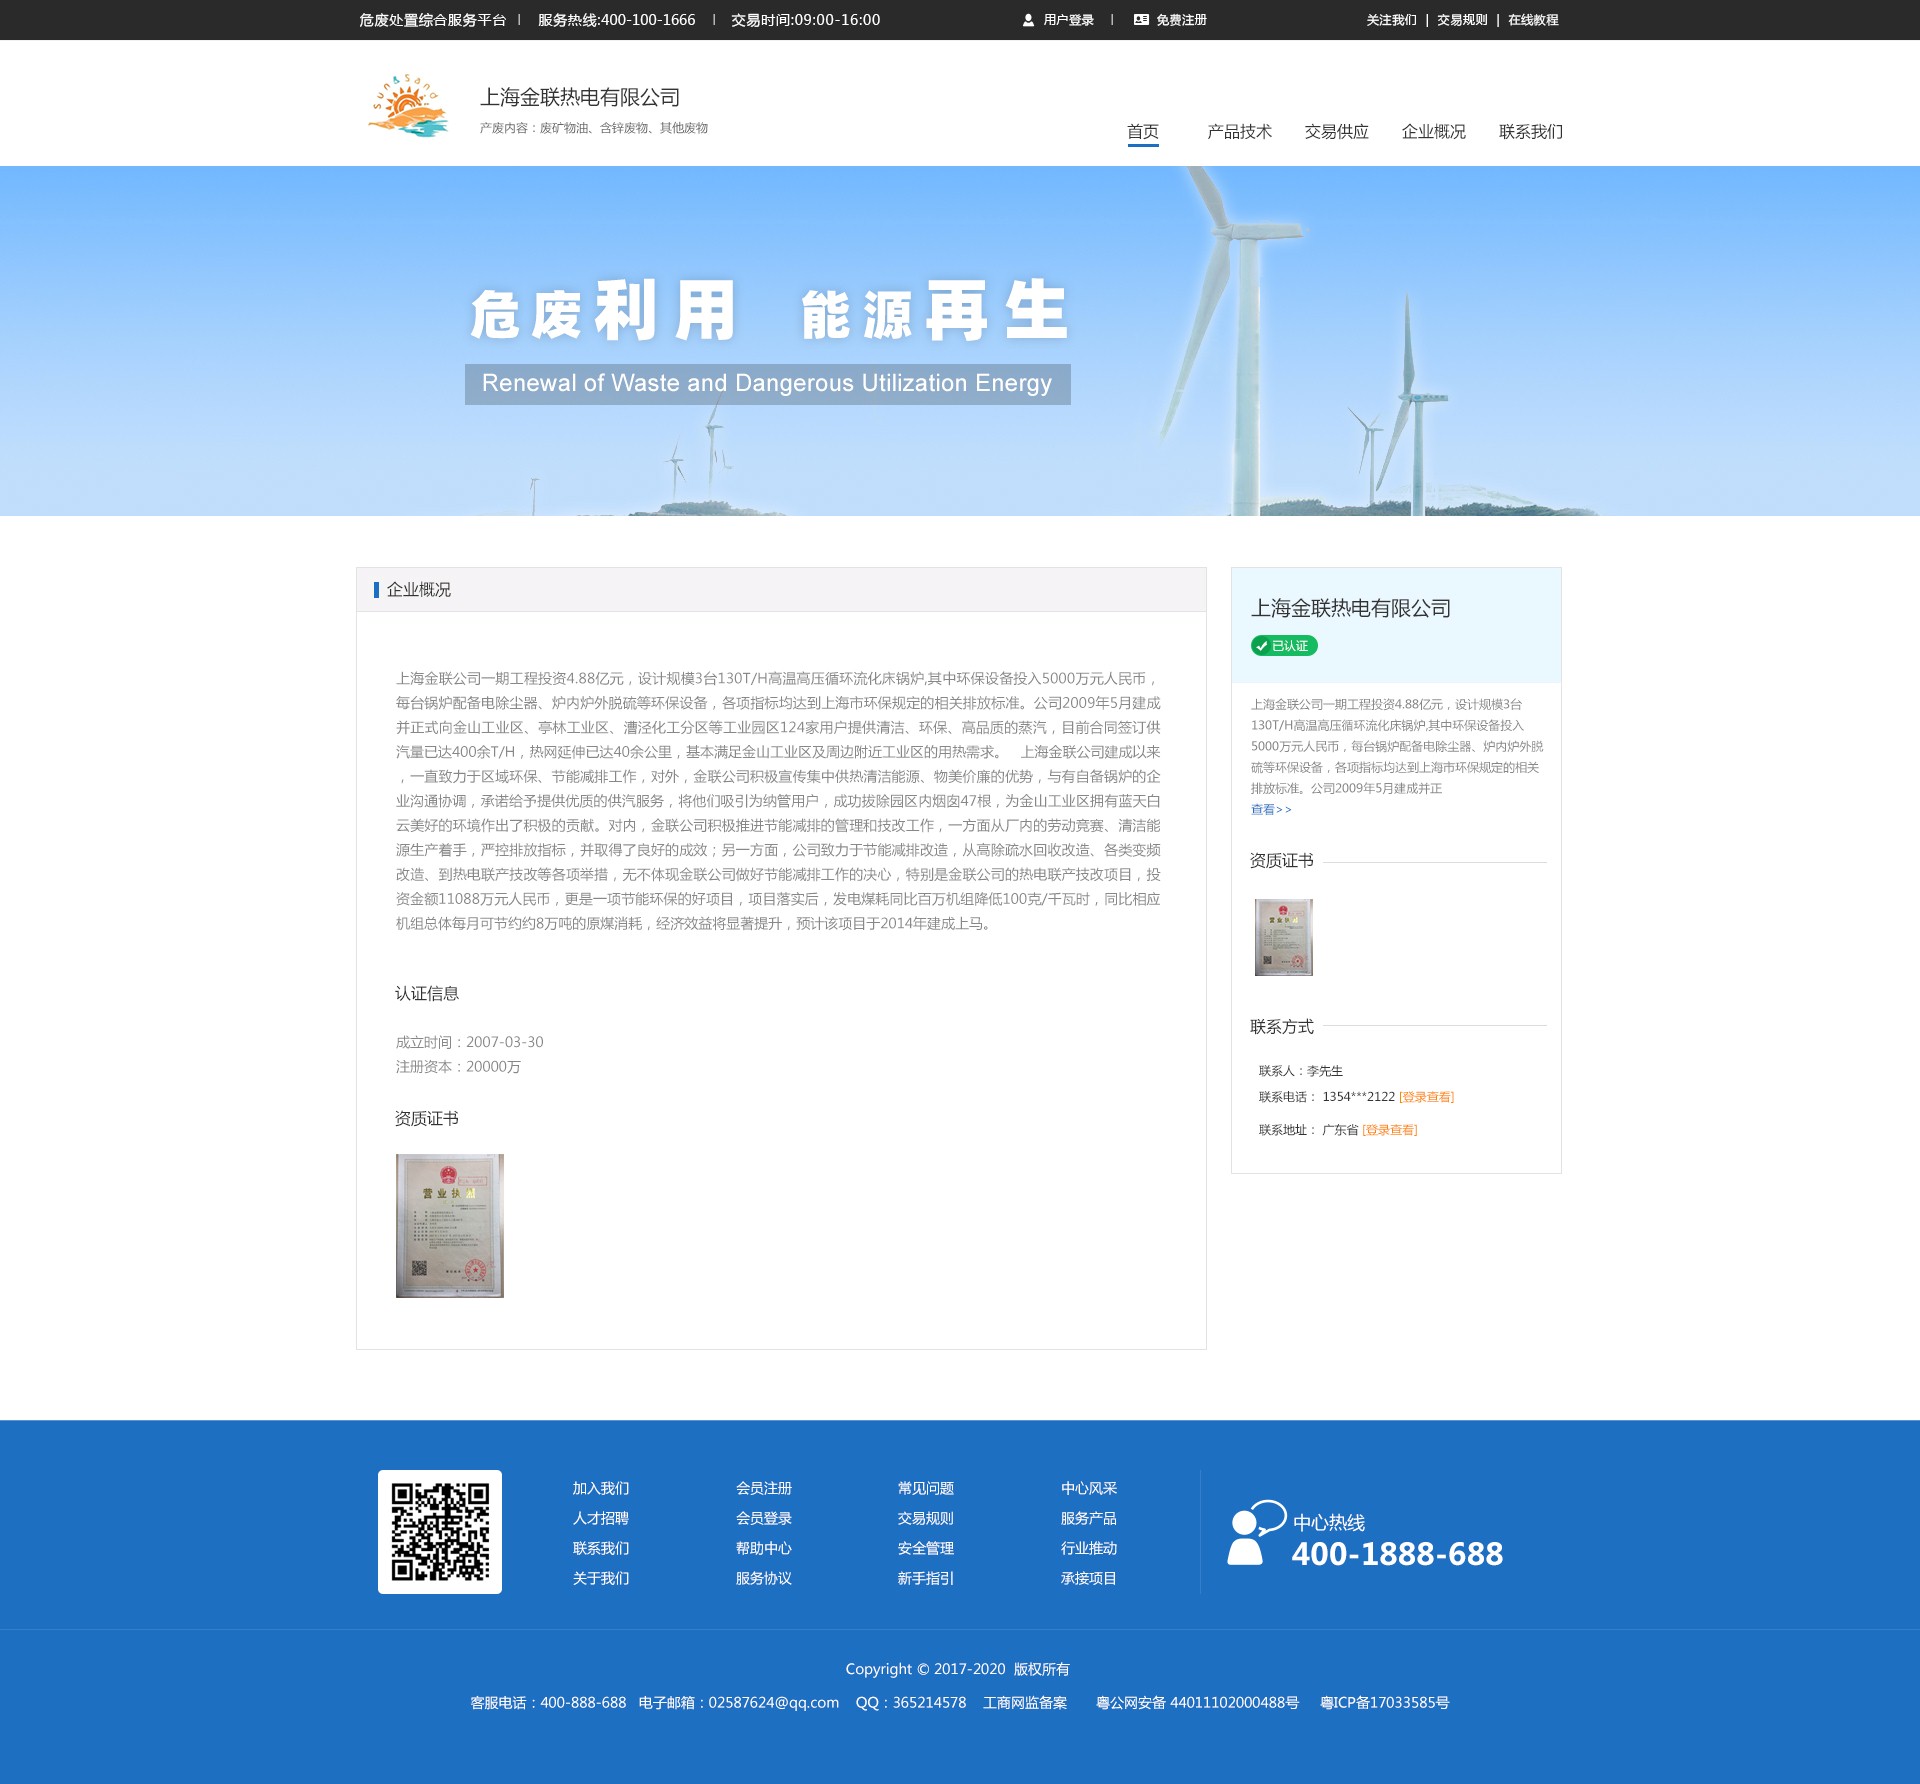 危废处置综合服务平台 | 服务热线:400-100-1666 | 交易时间:09:00-16:00 用户登录 | 免费注册 关注我们 | 交易规则 | 在线教程
Sun&Sand
上海金联热电有限公司
产废内容：废矿物油、含锌废物、其他废物
首页 产品技术 交易供应 企业概况 联系我们
危废利用 能源再生
Renewal of Waste and Dangerous Utilization Energy
企业概况
上海金联公司一期工程投资4.88亿元，设计规模3台130T/H高温高压循环流化床锅炉,其中环保设备投入5000万元人民币，
每台锅炉配备电除尘器、炉内炉外脱硫等环保设备，各项指标均达到上海市环保规定的相关排放标准。公司2009年5月建成
并正式向金山工业区、亭林工业区、漕泾化工分区等工业园区124家用户提供清洁、环保、高品质的蒸汽，目前合同签订供
汽量已达400余T/H，热网延伸已达40余公里，基本满足金山工业区及周边附近工业区的用热需求。 上海金联公司建成以来
，一直致力于区域环保、节能减排工作，对外，金联公司积极宣传集中供热清洁能源、物美价廉的优势，与有自备锅炉的企
业沟通协调，承诺给予提供优质的供汽服务，将他们吸引为纳管用户，成功拔除园区内烟囱47根，为金山工业区拥有蓝天白
云美好的环境作出了积极的贡献。对内，金联公司积极推进节能减排的管理和技改工作，一方面从厂内的劳动竞赛、清洁能
源生产着手，严控排放指标，并取得了良好的成效；另一方面，公司致力于节能减排改造，从高除疏水回收改造、各类变频
改造、到热电联产技改等各项举措，无不体现金联公司做好节能减排工作的决心，特别是金联公司的热电联产技改项目，投
资金额11088万元人民币，更是一项节能环保的好项目，项目落实后，发电煤耗同比百万机组降低100克/千瓦时，同比相应
机组总体每月可节约约8万吨的原煤消耗，经济效益将显著提升，预计该项目于2014年建成上马。
认证信息
成立时间：2007-03-30
注册资本：20000万
资质证书
营业执照
上海金联热电有限公司
已认证
上海金联公司一期工程投资4.88亿元，设计规模3台
130T/H高温高压循环流化床锅炉,其中环保设备投入
5000万元人民币，每台锅炉配备电除尘器、炉内炉外脱
硫等环保设备，各项指标均达到上海市环保规定的相关
排放标准。公司2009年5月建成并正
查看>>
资质证书
营业执照
联系方式
联系人：李先生
联系电话： 1354***2122 [登录查看]
联系地址： 广东省 [登录查看]
加入我们 会员注册 常见问题 中心风采
人才招聘 会员登录 交易规则 服务产品
联系我们 帮助中心 安全管理 行业推动
关于我们 服务协议 新手指引 承接项目
中心热线
400-1888-688
Copyright © 2017-2020 版权所有
客服电话：400-888-688 电子邮箱：02587624@qq.com QQ：365214578 工商网监备案 粤公网安备 44011102000488号 粤ICP备17033585号